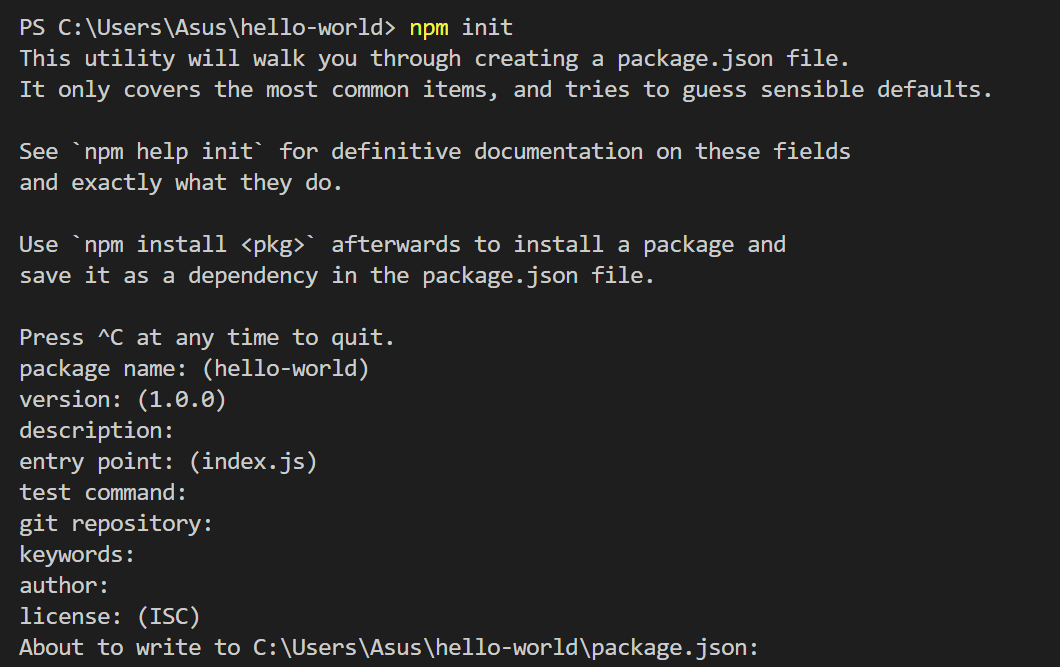 PS C:\Users\Asus\hello-world> npm init
This utility will walk you through creating a package.json file.
It only covers the most common items, and tries to guess sensible defaults.
See `npm help init` for definitive documentation on these fields
and exactly what they do.
Use `npm install <pkg>` afterwards to install a package and
save it as a dependency in the package.json file.
Press ^C at any time to quit.
package name: (hello-world)
version: (1.0.0)
description:
entry point: (index.js)
test command:
git repository:
keywords:
author:
license: (ISC)
About to write to C:\Users\Asus\hello-world\package.json: